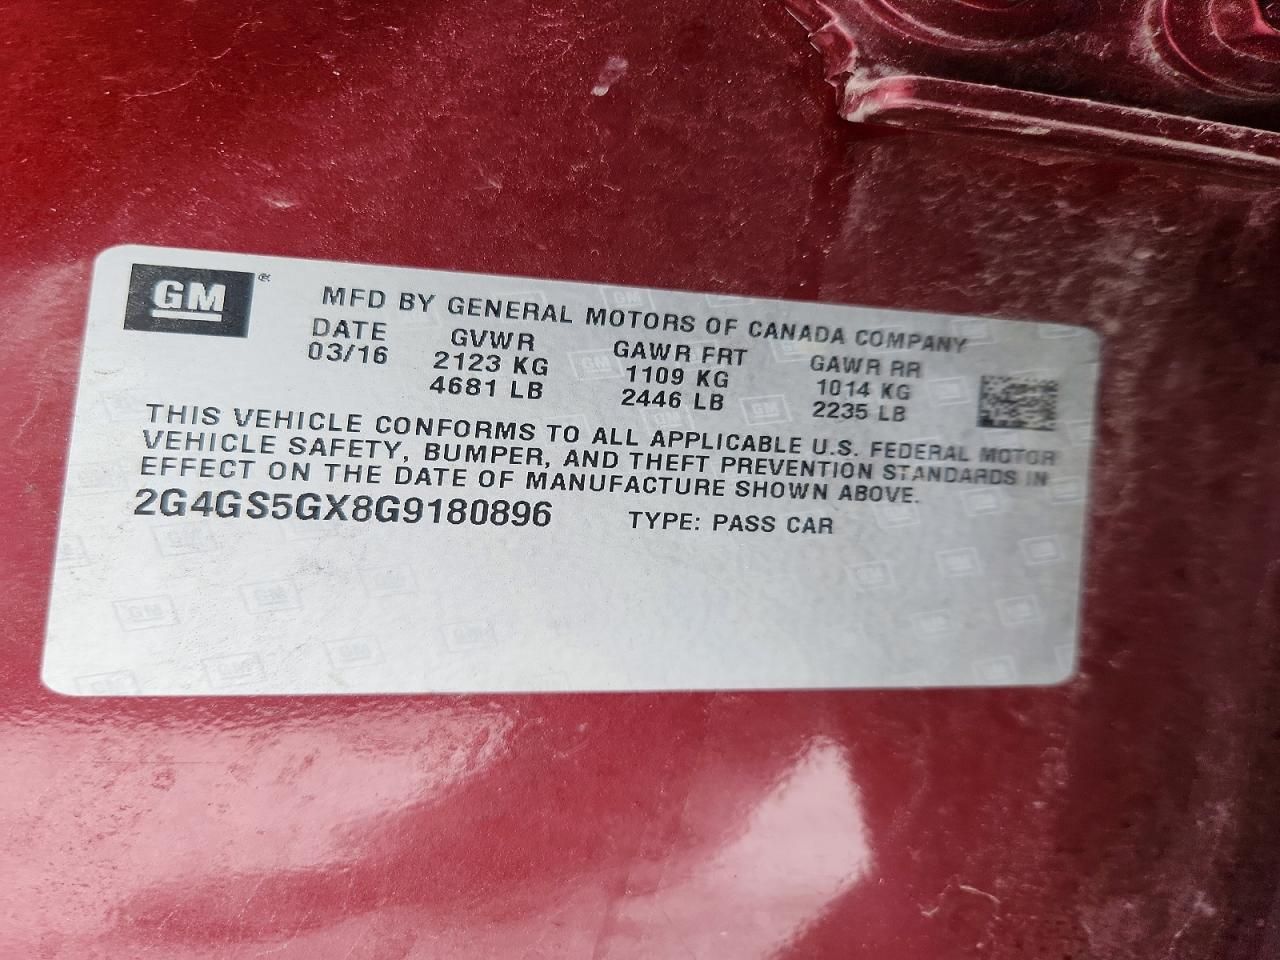 GM ®
MFD BY GENERAL MOTORS OF CANADA COMPANY
DATE GVWR GAWR FRT GAWR RR
03/16 2123 KG 1109 KG 1014 KG
4681 LB 2446 LB 2235 LB
THIS VEHICLE CONFORMS TO ALL APPLICABLE U.S. FEDERAL MOTOR
VEHICLE SAFETY, BUMPER, AND THEFT PREVENTION STANDARDS IN
EFFECT ON THE DATE OF MANUFACTURE SHOWN ABOVE.
2G4GS5GX8G9180896 TYPE: PASS CAR